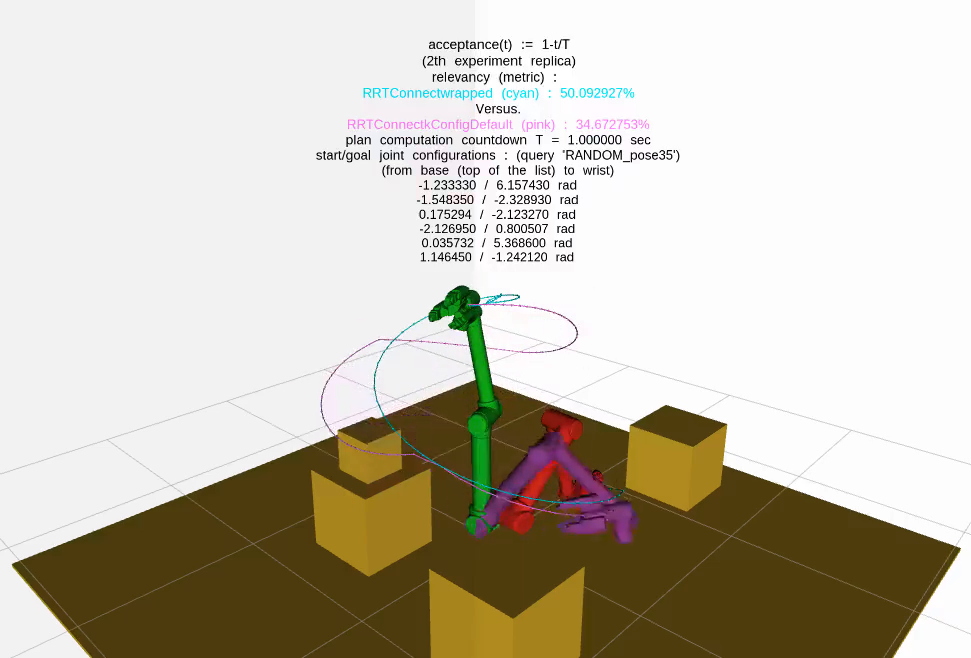 acceptance(t) := 1-t/T
(2th experiment replica)
relevancy (metric) :
RRTConnectwrapped (cyan) : 50.092927%
Versus.
RRTConnectkConfigDefault (pink) : 34.672753%
plan computation countdown T = 1.000000 sec
start/goal joint configurations : (query 'RANDOM_pose35')
(from base (top of the list) to wrist)
-1.233330 / 6.157430 rad
-1.548350 / -2.328930 rad
0.175294 / -2.123270 rad
-2.126950 / 0.800507 rad
0.035732 / 5.368600 rad
1.146450 / -1.242120 rad